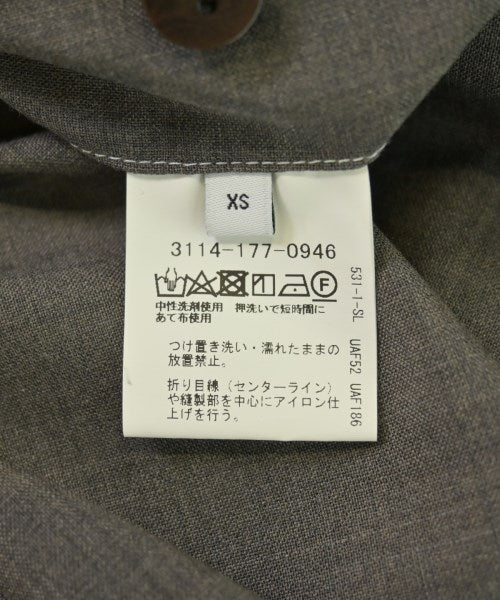 XS
3114-177-0946
F
中性洗剤使用 押洗いで短時間に
あて布使用
つけ置き洗い・濡れたままの
放置禁止。
折り目線（センターライン）
や縫製部を中心にアイロン仕
上げを行う。
531-1-SL UAF52 UAF186